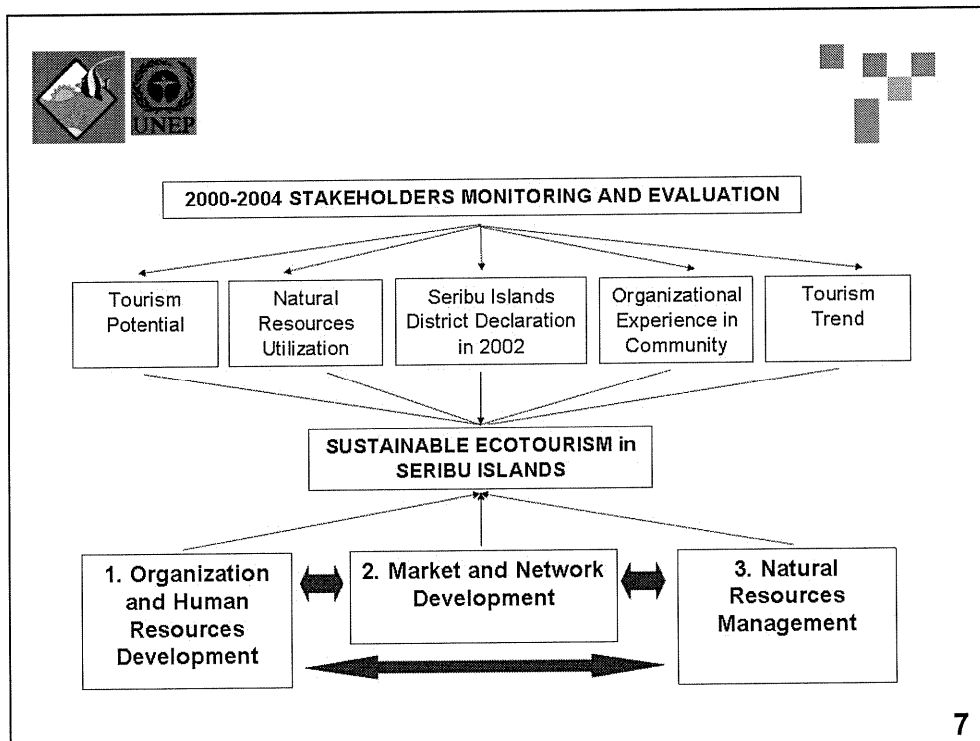 UNEP
2000-2004 STAKEHOLDERS MONITORING AND EVALUATION
Tourism
Potential
Natural
Resources
Utilization
Seribu Islands
District Declaration
in 2002
Organizational
Experience in
Community
Tourism
Trend
SUSTAINABLE ECOTOURISM in
SERIBU ISLANDS
1. Organization
and Human
Resources
Development
2. Market and Network
Development
3. Natural
Resources
Management
7